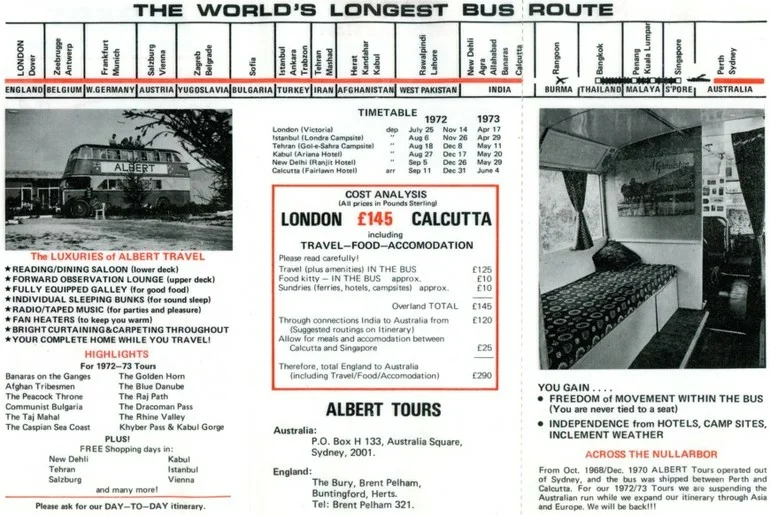 THE WORLD'S LONGEST BUS ROUTE
LONDON
Dover
Zeebrugge
Antwerp
Frankfurt
Munich
Salzburg
Vienna
Zagreb
Belgrade
Sofia
Istanbul
Ankara
Trabzon
Tehran
Mashad
Herat
Kandahar
Kabul
Rawalpindi
Lahore
New Delhi
Agra
Allahabad
Banaras
Calcutta
Rangoon
Bangkok
Penang
Kuala Lumpar
Singapore
Perth
Sydney
ENGLAND BELGIUM W.GERMANY AUSTRIA YUGOSLAVIA BULGARIA TURKEY IRAN AFGHANISTAN WEST PAKISTAN INDIA BURMA THAILAND MALAYA S'PORE AUSTRALIA
ALBERT
The LUXURIES of ALBERT TRAVEL
★READING/DINING SALOON (lower deck)
★FORWARD OBSERVATION LOUNGE (upper deck)
★FULLY EQUIPPED GALLEY (for good food)
★INDIVIDUAL SLEEPING BUNKS (for sound sleep)
★RADIO/TAPED MUSIC (for parties and pleasure)
★FAN HEATERS (to keep you warm)
★BRIGHT CURTAINING&CARPETING THROUGHOUT
★YOUR COMPLETE HOME WHILE YOU TRAVEL!
HIGHLIGHTS
For 1972–73 Tours
Banaras on the Ganges The Golden Horn
Afghan Tribesmen The Blue Danube
The Peacock Throne The Raj Path
Communist Bulgaria The Dracoman Pass
The Taj Mahal The Rhine Valley
The Caspian Sea Coast Khyber Pass & Kabul Gorge
PLUS!
FREE Shopping days in:
New Delhi Kabul
Tehran Istanbul
Salzburg Vienna
and many more!
Please ask for our DAY–TO–DAY itinerary.
TIMETABLE
1972 1973
London (Victoria) dep July 25 Nov 14 Apr 17
Istanbul (Londra Campsite) " Aug 6 Nov 26 Apr 29
Tehran (Gol-e-Sahra Campsite) " Aug 18 Dec 8 May 11
Kabul (Ariana Hotel) " Aug 27 Dec 17 May 20
New Delhi (Ranjit Hotel) " Sep 5 Dec 26 May 29
Calcutta (Fairlawn Hotel) arr Sep 11 Dec 31 June 4
COST ANALYSIS
(All prices in Pounds Sterling)
LONDON £145 CALCUTTA
including
TRAVEL—FOOD—ACCOMODATION
Please read carefully!
Travel (plus amenities) IN THE BUS £125
Food kitty — IN THE BUS approx. £10
Sundries (ferries, hotels, campsites) approx. £10
Overland TOTAL £145
Through connections India to Australia from £120
(Suggested routings on Itinerary)
Allow for meals and accomodation between
Calcutta and Singapore £25
Therefore, total England to Australia
(including Travel/Food/Accomodation) £290
ALBERT TOURS
Australia:
P.O. Box H 133, Australia Square,
Sydney, 2001.
England:
The Bury, Brent Pelham,
Buntingford, Herts.
Tel: Brent Pelham 321.
YOU GAIN . . . .
● FREEDOM of MOVEMENT WITHIN THE BUS
(You are never tied to a seat)
● INDEPENDENCE from HOTELS, CAMP SITES,
INCLEMENT WEATHER
ACROSS THE NULLARBOR
From Oct. 1968/Dec. 1970 ALBERT Tours operated out
of Sydney, and the bus was shipped between Perth and
Calcutta. For our 1972/73 Tours we are suspending the
Australian run while we expand our itinerary through Asia
and Europe. We will be back!!!